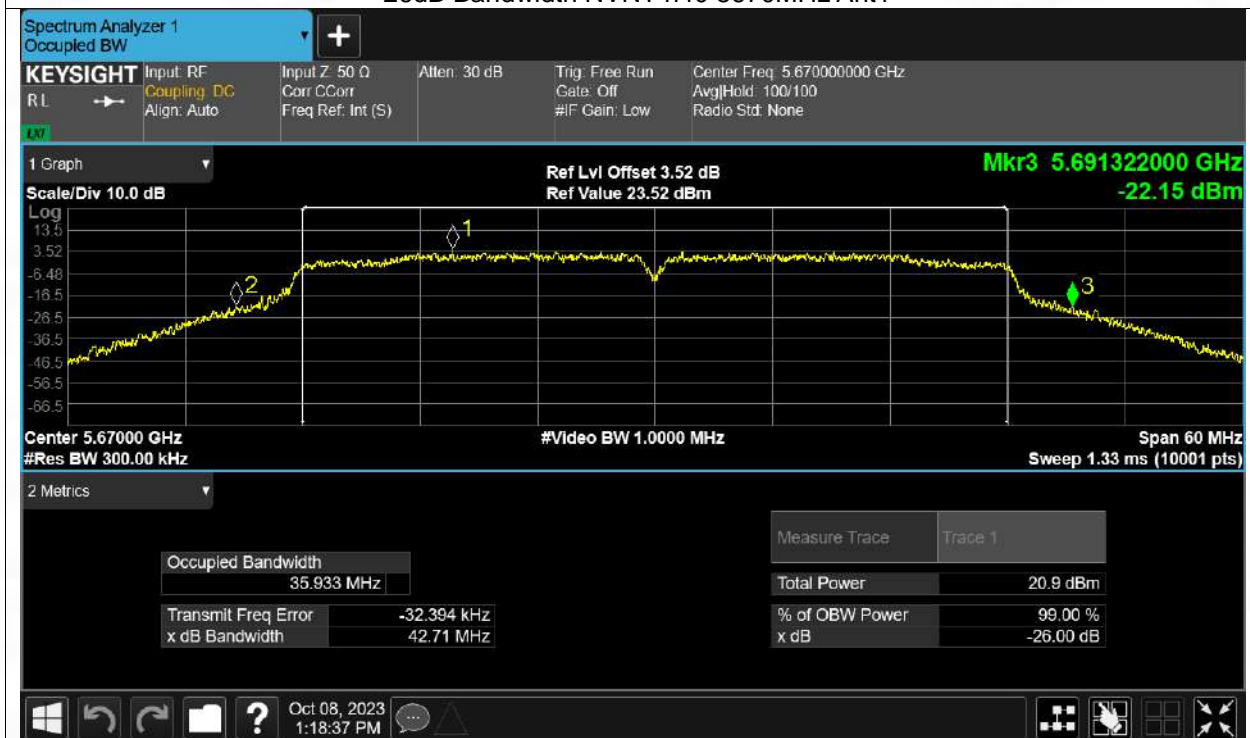 Spectrum Analyzer 1
Occupied BW
+
KEYSIGHT
RL
LXI
Input: RF
Coupling: DC
Align: Auto
Input Z: 50 Ω
Corr CCorr
Freq Ref: Int (S)
Atten: 30 dB
Trig: Free Run
Gate: Off
#IF Gain: Low
Center Freq: 5.670000000 GHz
Avg|Hold: 100/100
Radio Std: None
1 Graph
Scale/Div 10.0 dB
Ref Lvl Offset 3.52 dB
Ref Value 23.52 dBm
Mkr3 5.691322000 GHz
-22.15 dBm
Log
13.5
3.52
-6.48
-16.5
-26.5
-36.5
-46.5
-56.5
-66.5
1
2
3
Center 5.67000 GHz
#Res BW 300.00 kHz
#Video BW 1.0000 MHz
Span 60 MHz
Sweep 1.33 ms (10001 pts)
2 Metrics
Measure Trace Trace 1
Occupied Bandwidth
35.933 MHz
Total Power 20.9 dBm
Transmit Freq Error -32.394 kHz
% of OBW Power 99.00 %
x dB Bandwidth 42.71 MHz
x dB -26.00 dB
?
Oct 08, 2023
1:18:37 PM